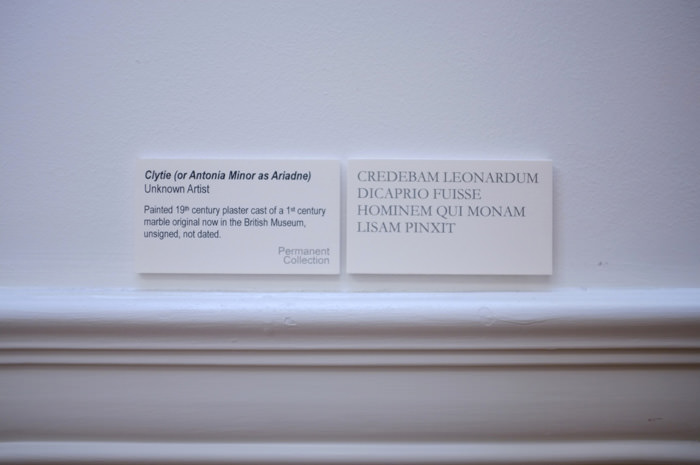 Clytie (or Antonia Minor as Ariadne)
Unknown Artist
Painted 19th century plaster cast of a 1st century
marble original now in the British Museum,
unsigned, not dated.
Permanent
Collection
CREDEBAM LEONARDUM
DICAPRIO FUISSE
HOMINEM QUI MONAM
LISAM PINXIT